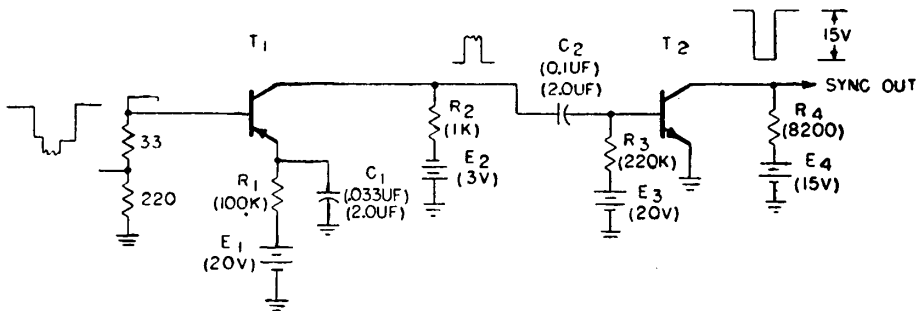 T1
33
220
R1
(100K)
C1
(.033UF)
(2.0UF)
E1
(20V)
R2
(1K)
E2
(3V)
C2
(0.1UF)
(2.0UF)
R3
(220K)
E3
(20V)
T2
15V
SYNC OUT
R4
(8200)
E4
(15V)